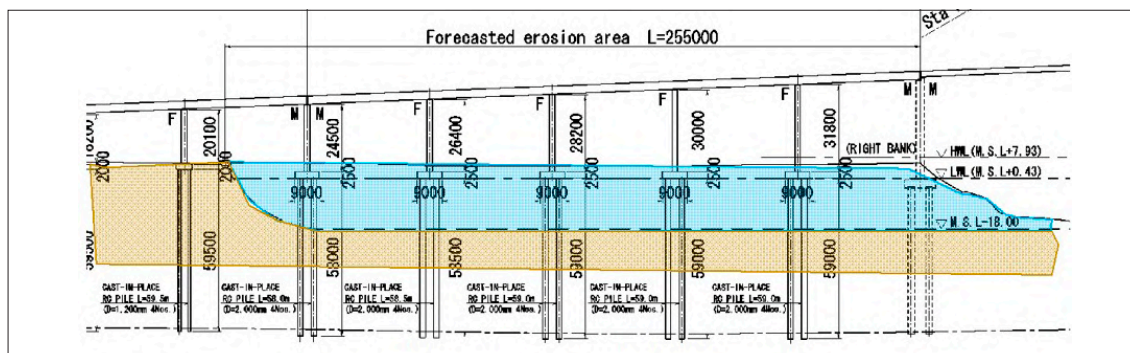 Sta
Forecasted erosion area L=255000
F
M
M
F
F
F
F
M
M
20100
24500
26400
28200
30000
31800
(RIGHT BANK)
HWL(M.S.L+7.93)
LWL(M.S.L+0.43)
M.S.L-18.00
2000
2000
2500
2500
2500
2500
2500
9000
9000
9000
9000
9000
59500
58000
58500
59000
59000
59000
CAST-IN-PLACE
RC PILE L=59.5m
(D=1.200mm 4Nos.)
CAST-IN-PLACE
RC PILE L=58.0m
(D=2.000mm 4Nos.)
CAST-IN-PLACE
RC PILE L=58.5m
(D=2.000mm 4Nos.)
CAST-IN-PLACE
RC PILE L=59.0m
(D=2.000mm 4Nos.)
CAST-IN-PLACE
RC PILE L=59.0m
(D=2.000mm 4Nos.)
CAST-IN-PLACE
RC PILE L=59.0m
(D=2.000mm 4Nos.)